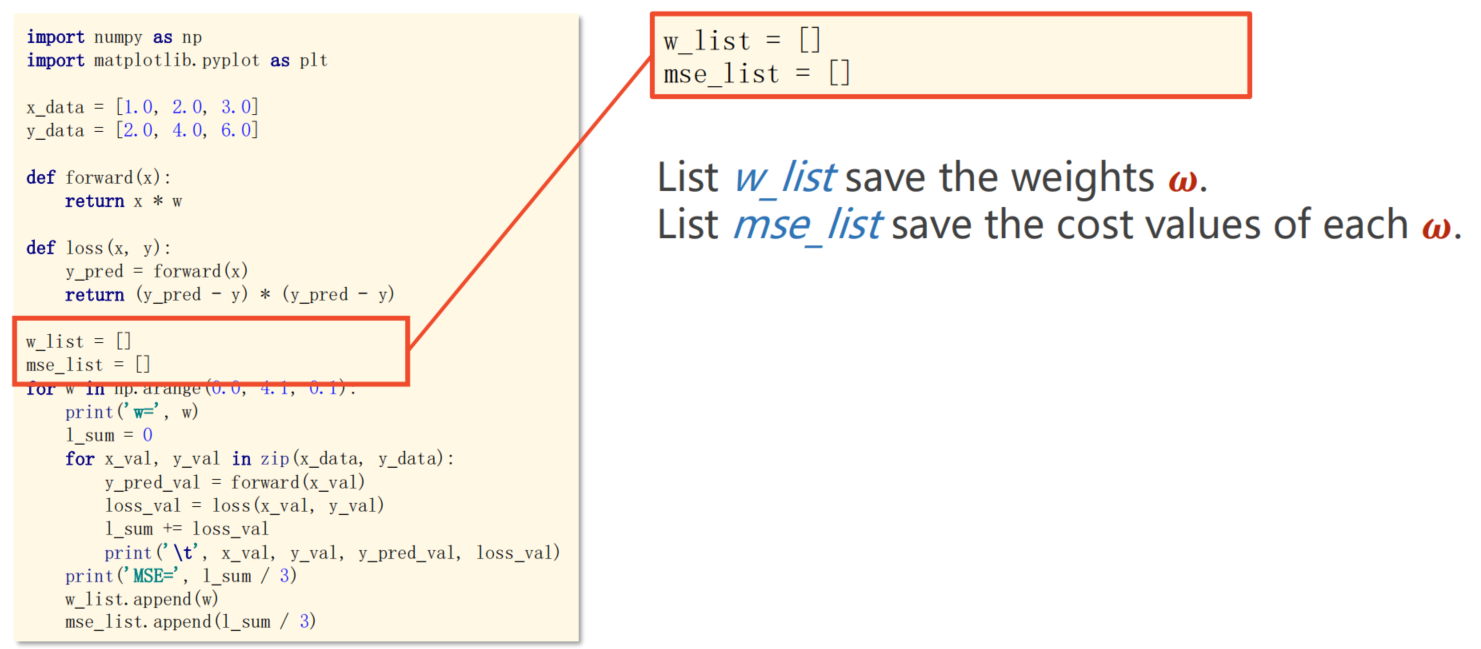 import numpy as np
import matplotlib.pyplot as plt
x_data = [1.0, 2.0, 3.0]
y_data = [2.0, 4.0, 6.0]
def forward(x):
    return x * w
def loss(x, y):
    y_pred = forward(x)
    return (y_pred - y) * (y_pred - y)
w_list = []
mse_list = []
for w in np.arange(0.0, 4.1, 0.1):
    print('w=', w)
    l_sum = 0
    for x_val, y_val in zip(x_data, y_data):
        y_pred_val = forward(x_val)
        loss_val = loss(x_val, y_val)
        l_sum += loss_val
        print('\t', x_val, y_val, y_pred_val, loss_val)
    print('MSE=', l_sum / 3)
    w_list.append(w)
    mse_list.append(l_sum / 3)
w_list = []
mse_list = []
List w_list save the weights ω.
List mse_list save the cost values of each ω.